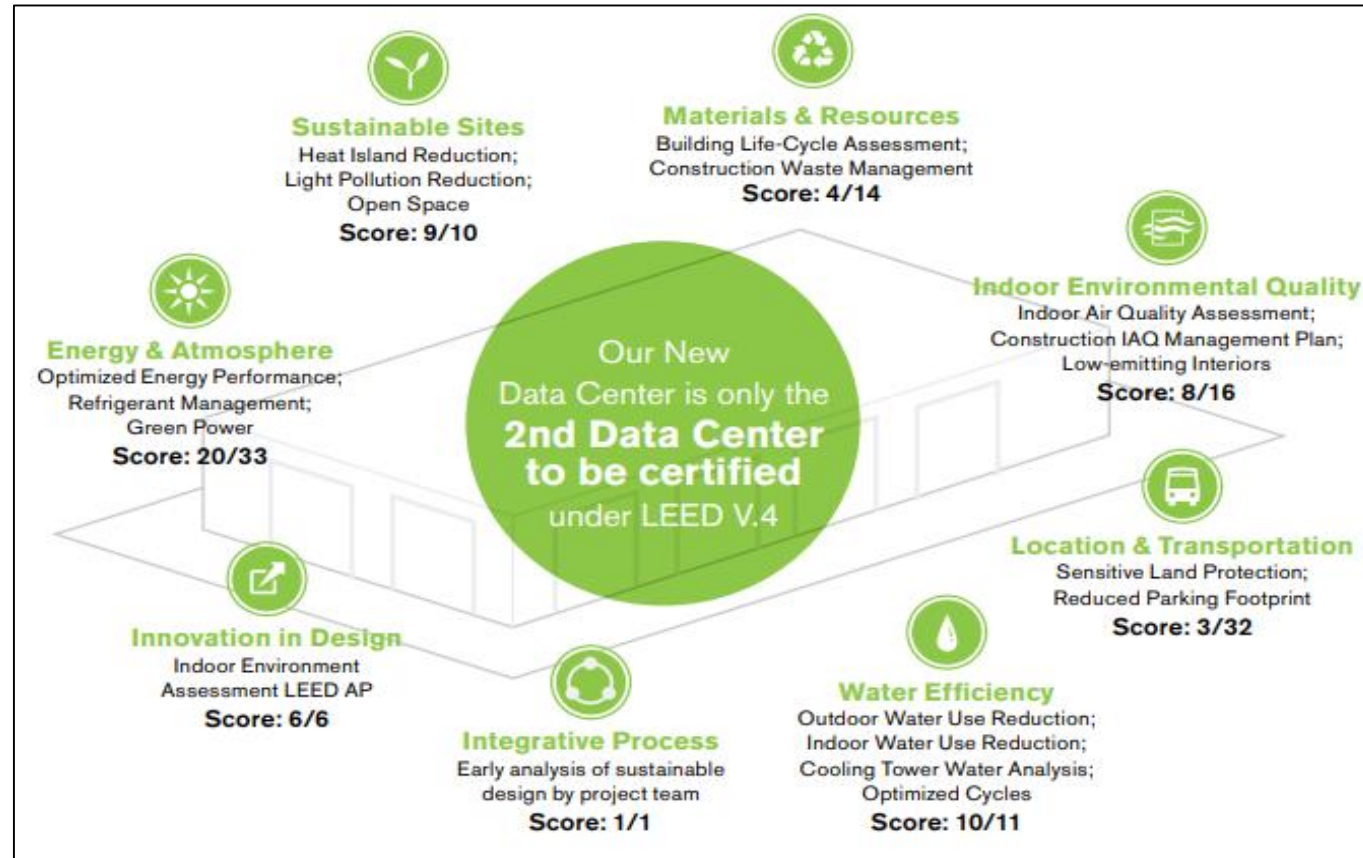 Sustainable Sites
Heat Island Reduction;
Light Pollution Reduction;
Open Space
Score: 9/10
Materials & Resources
Building Life-Cycle Assessment;
Construction Waste Management
Score: 4/14
Indoor Environmental Quality
Indoor Air Quality Assessment;
Construction IAQ Management Plan;
Low-emitting Interiors
Score: 8/16
Energy & Atmosphere
Optimized Energy Performance;
Refrigerant Management;
Green Power
Score: 20/33
Our New
Data Center is only the
2nd Data Center
to be certified
under LEED V.4
Location & Transportation
Sensitive Land Protection;
Reduced Parking Footprint
Score: 3/32
Innovation in Design
Indoor Environment
Assessment LEED AP
Score: 6/6
Integrative Process
Early analysis of sustainable
design by project team
Score: 1/1
Water Efficiency
Outdoor Water Use Reduction;
Indoor Water Use Reduction;
Cooling Tower Water Analysis;
Optimized Cycles
Score: 10/11